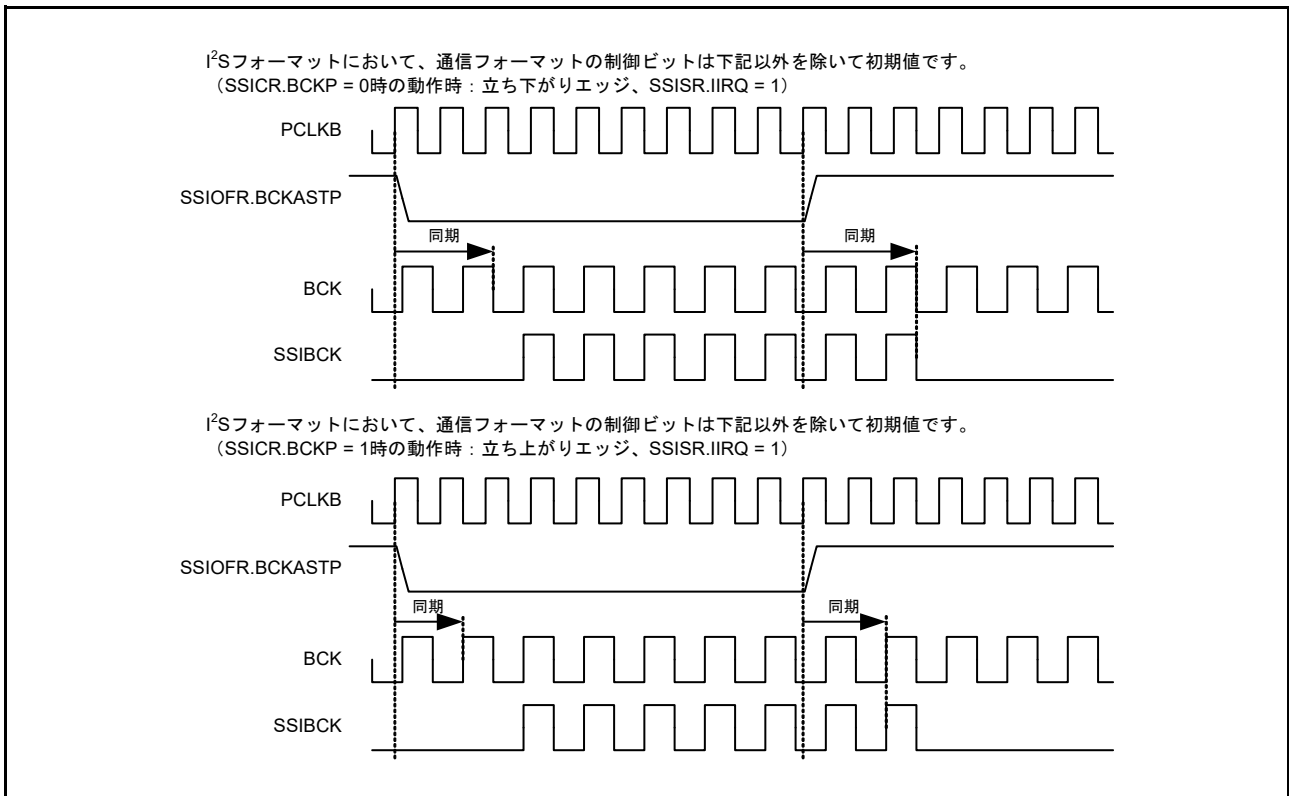 I²Sフォーマットにおいて、通信フォーマットの制御ビットは下記以外を除いて初期値です。
（SSICR.BCKP = 0時の動作時：立ち下がりエッジ、SSISR.IIRQ = 1）
PCLKB
SSIOFR.BCKASTP
同期
同期
BCK
SSIBCK
I²Sフォーマットにおいて、通信フォーマットの制御ビットは下記以外を除いて初期値です。
（SSICR.BCKP = 1時の動作時：立ち上がりエッジ、SSISR.IIRQ = 1）
PCLKB
SSIOFR.BCKASTP
同期
同期
BCK
SSIBCK